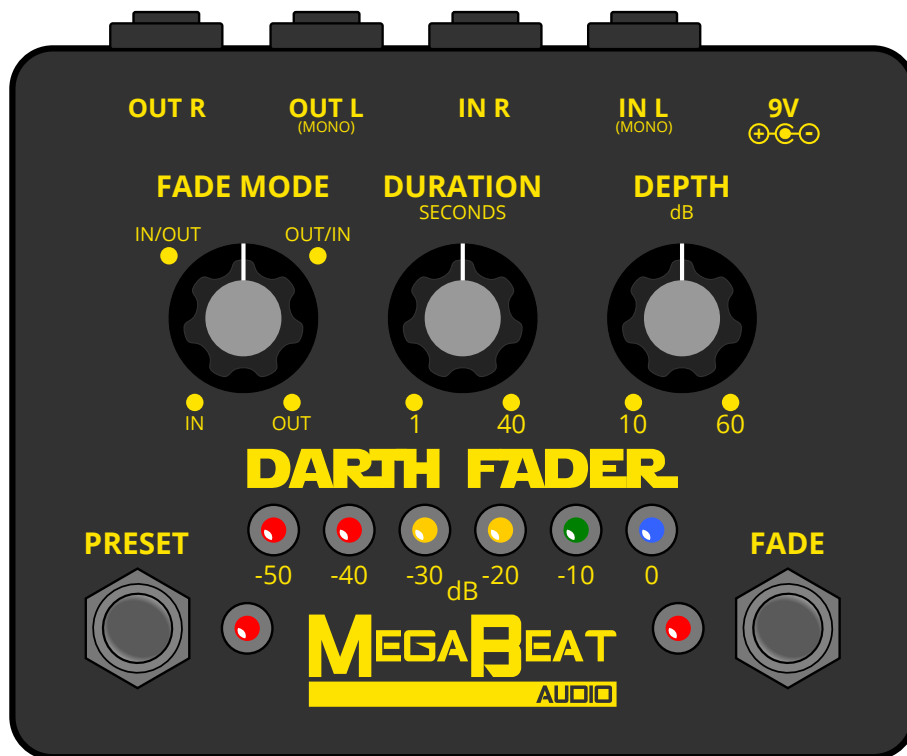 OUT R OUT L IN R IN L 9V
(MONO) (MONO)
+ -
FADE MODE DURATION DEPTH
SECONDS dB
IN/OUT OUT/IN
IN OUT 1 40 10 60
DARTH FADER
PRESET FADE
-50 -40 -30 -20 -10 0
dB
MEGABEAT
AUDIO